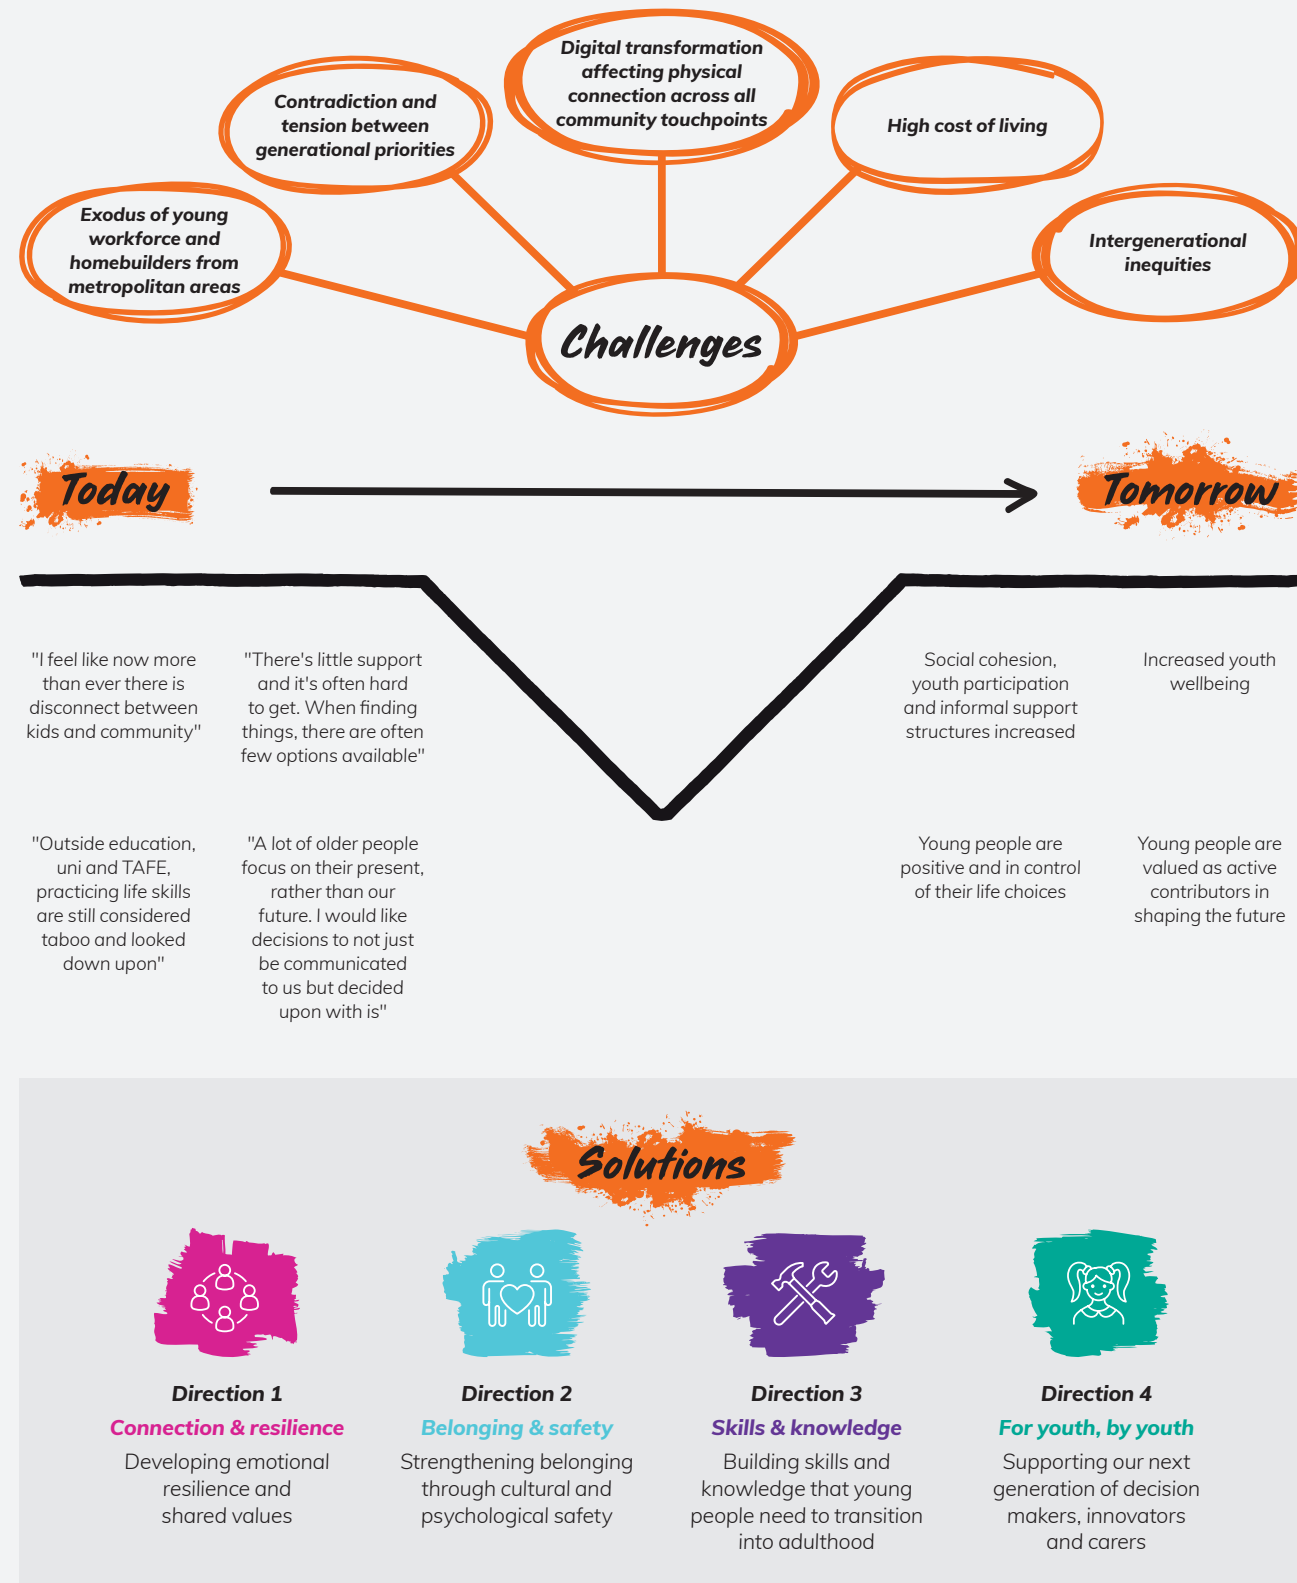 Digital transformation
affecting physical
connection across all
community touchpoints
Contradiction and
tension between
generational priorities
High cost of living
Exodus of young
workforce and
homebuilders from
metropolitan areas
Intergenerational
inequities
Challenges
Today
Tomorrow
"I feel like now more
than ever there is
disconnect between
kids and community"
"There's little support
and it's often hard
to get. When finding
things, there are often
few options available"
Social cohesion,
youth participation
and informal support
structures increased
Increased youth
wellbeing
"Outside education,
uni and TAFE,
practicing life skills
are still considered
taboo and looked
down upon"
"A lot of older people
focus on their present,
rather than our
future. I would like
decisions to not just
be communicated
to us but decided
upon with is"
Young people are
positive and in control
of their life choices
Young people are
valued as active
contributors in
shaping the future
Solutions
Direction 1
Connection & resilience
Developing emotional
resilience and
shared values
Direction 2
Belonging & safety
Strengthening belonging
through cultural and
psychological safety
Direction 3
Skills & knowledge
Building skills and
knowledge that young
people need to transition
into adulthood
Direction 4
For youth, by youth
Supporting our next
generation of decision
makers, innovators
and carers